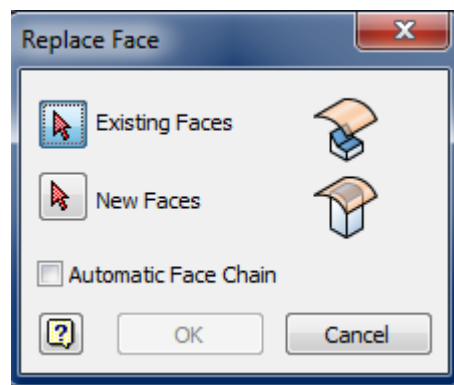 Replace Face
Existing Faces
New Faces
Automatic Face Chain
OK
Cancel